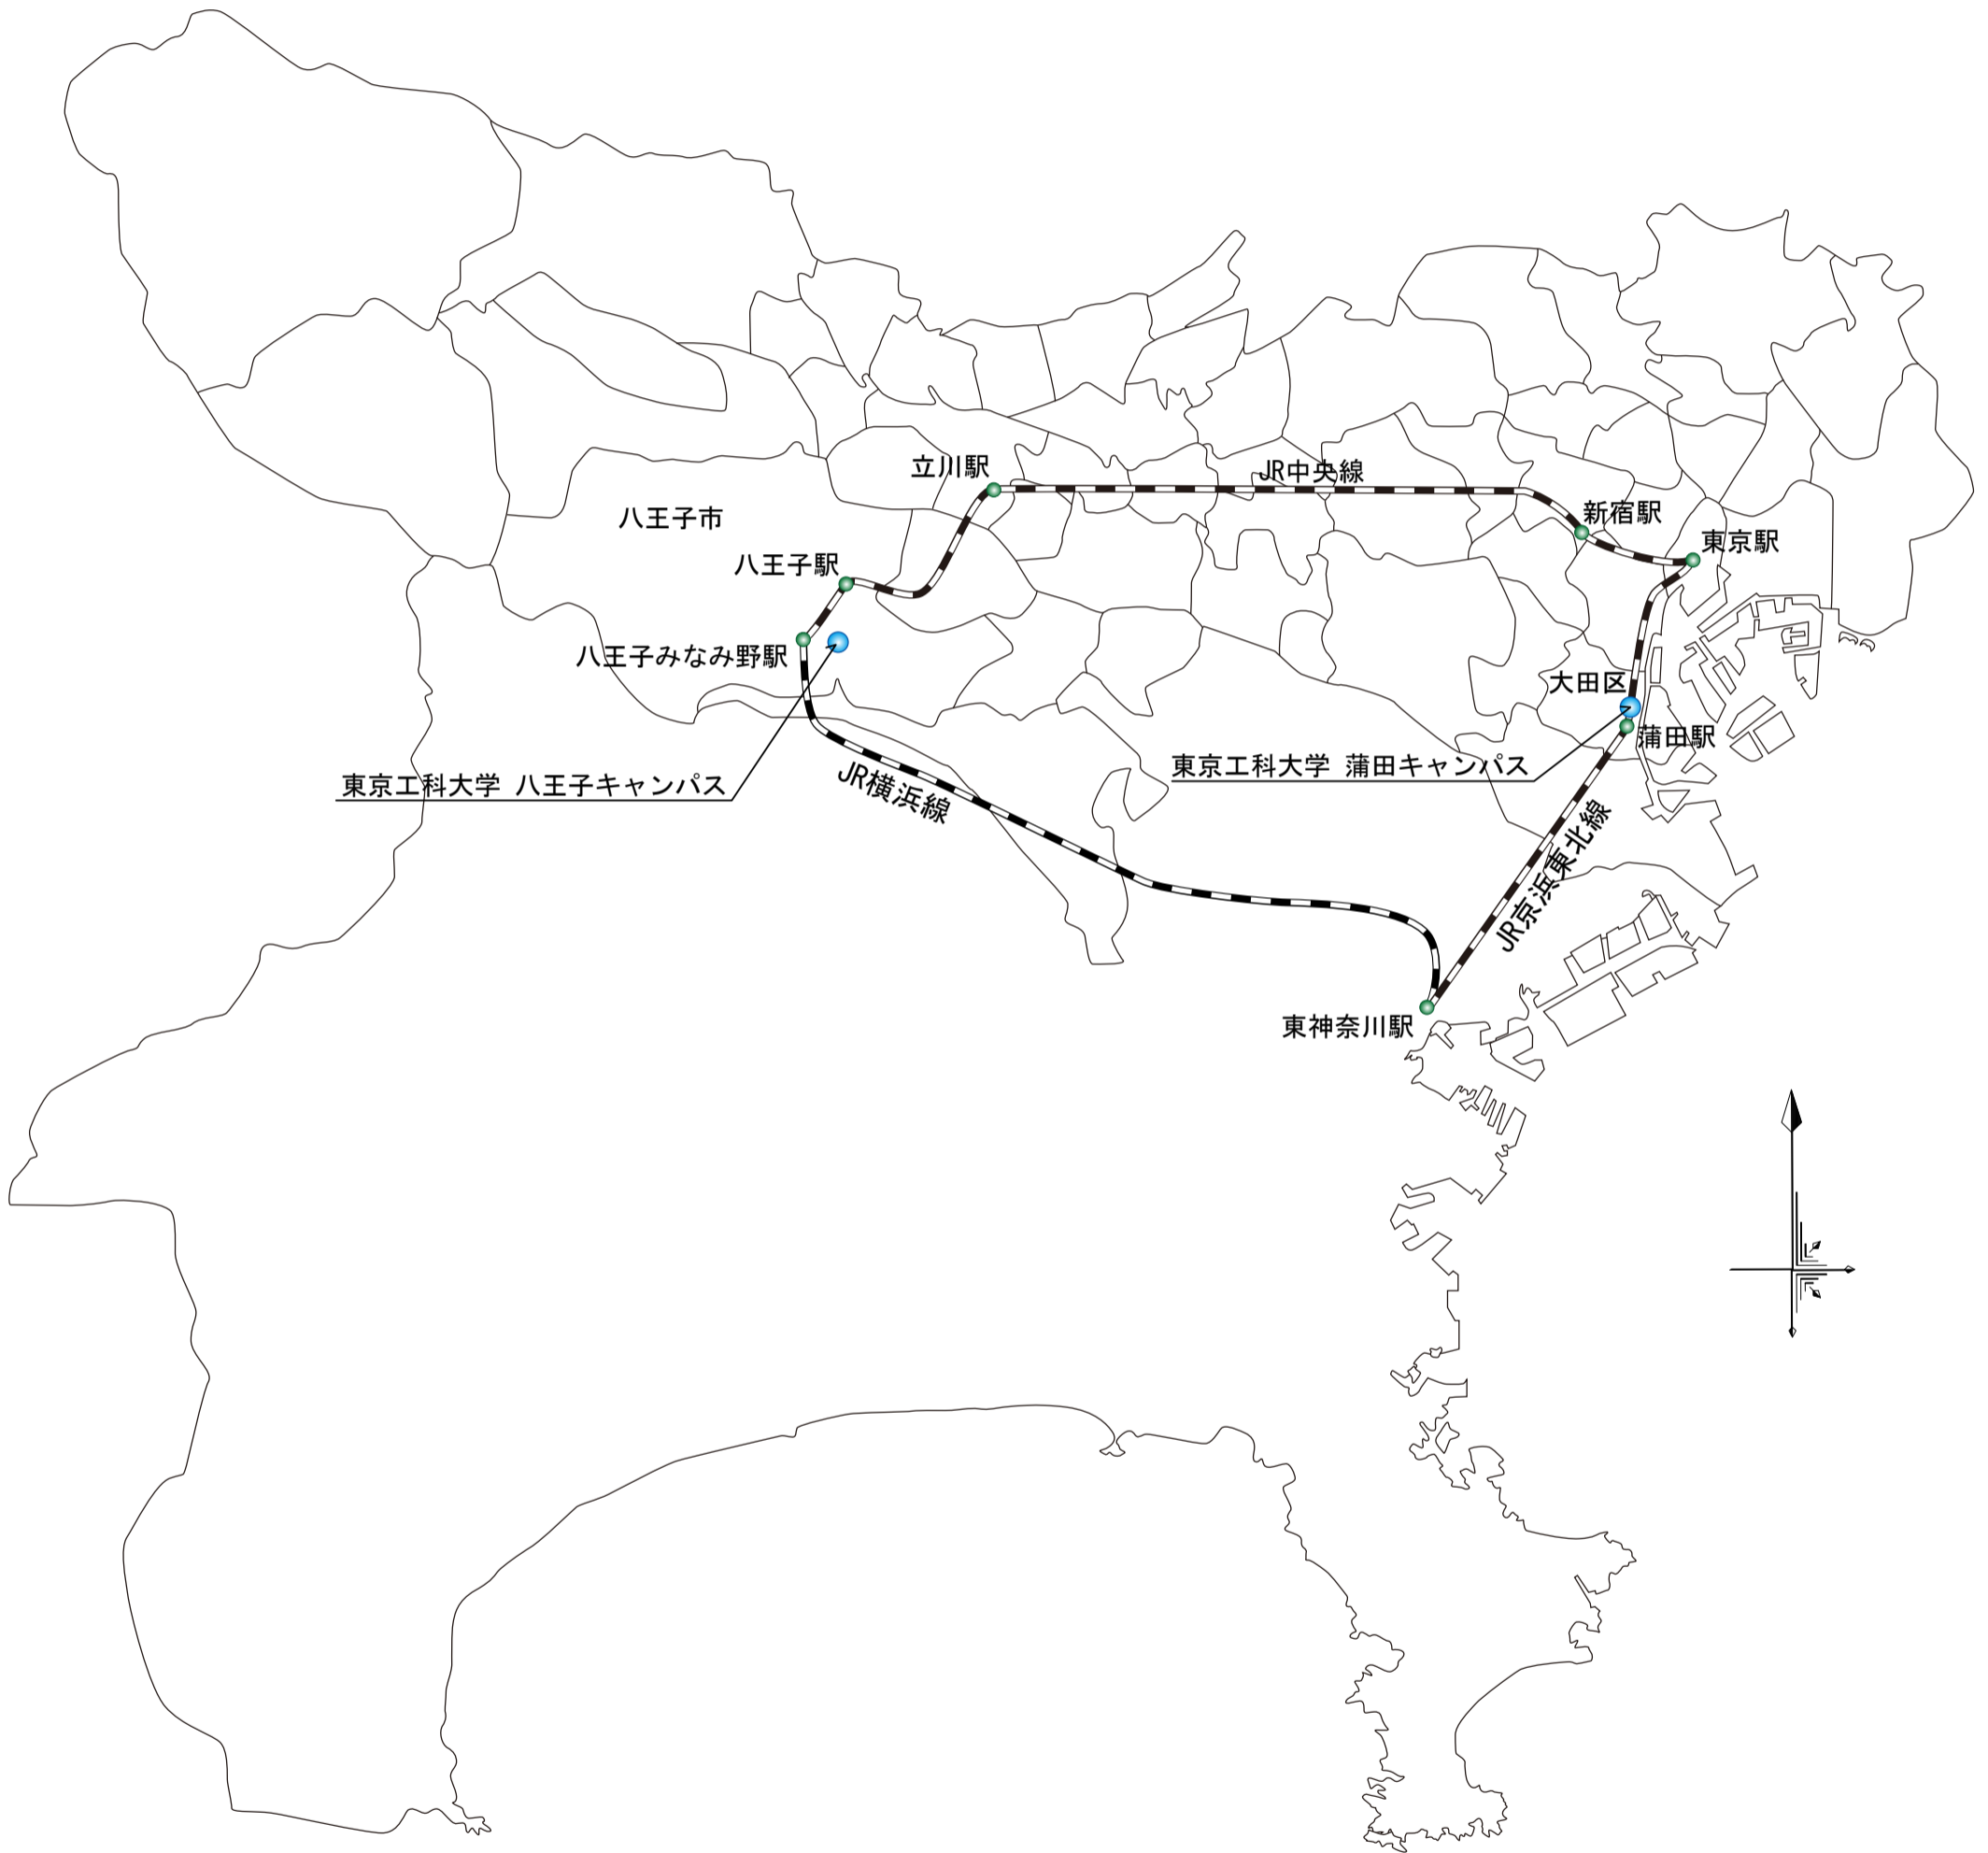 立川駅
JR中央線
八王子市
新宿駅
東京駅
八王子駅
八王子みなみ野駅
大田区
蒲田駅
東京工科大学 八王子キャンパス
東京工科大学 蒲田キャンパス
JR横浜線
JR京浜東北線
東神奈川駅